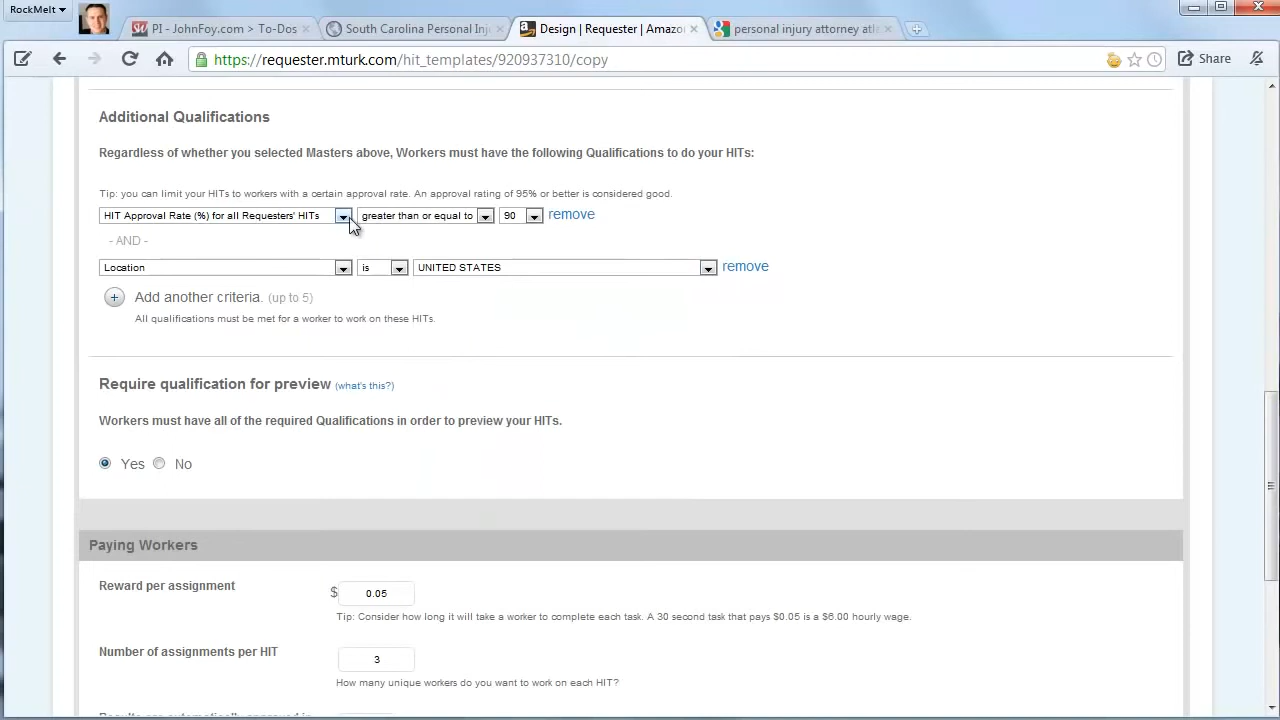 RockMelt
PI - JohnFoy.com > To-Dos
South Carolina Personal Inj
Design | Requester | Amazo
personal injury attorney atl
https://requester.mturk.com/hit_templates/920937310/copy
Share
Additional Qualifications
Regardless of whether you selected Masters above, Workers must have the following Qualifications to do your HITs:
Tip: you can limit your HITs to workers with a certain approval rate. An approval rating of 95% or better is considered good.
HIT Approval Rate (%) for all Requesters' HITs greater than or equal to 90 remove
- AND -
Location is UNITED STATES remove
Add another criteria. (up to 5)
All qualifications must be met for a worker to work on these HITs.
Require qualification for preview (what's this?)
Workers must have all of the required Qualifications in order to preview your HITs.
Yes No
Paying Workers
Reward per assignment $ 0.05
Tip: Consider how long it will take a worker to complete each task. A 30 second task that pays $0.05 is a $6.00 hourly wage.
Number of assignments per HIT 3
How many unique workers do you want to work on each HIT?